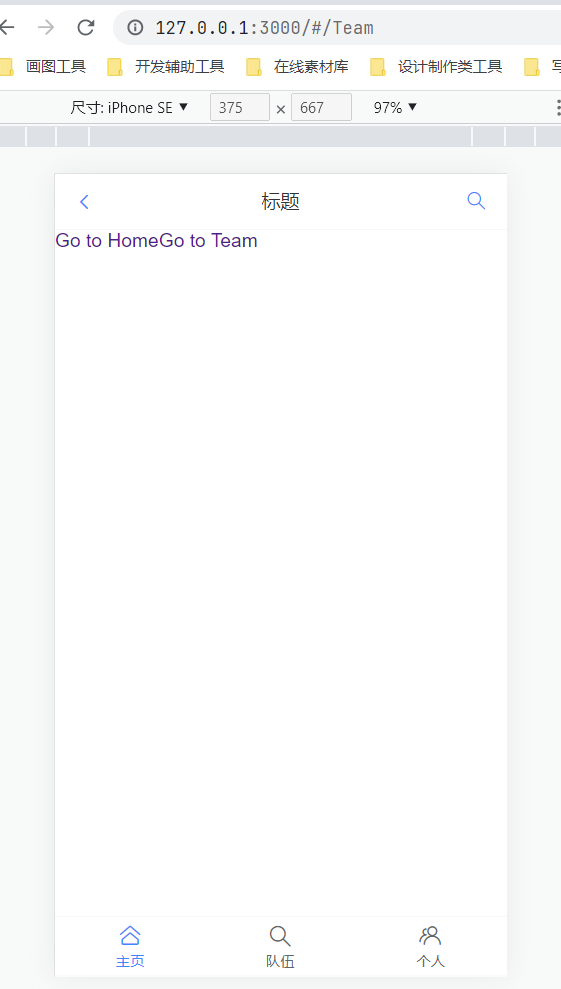 127.0.0.1:3000/#/Team
画图工具 开发辅助工具 在线素材库 设计制作类工具 写
尺寸: iPhone SE ▼ 375 × 667 97% ▼
标题
Go to HomeGo to Team
主页 队伍 个人